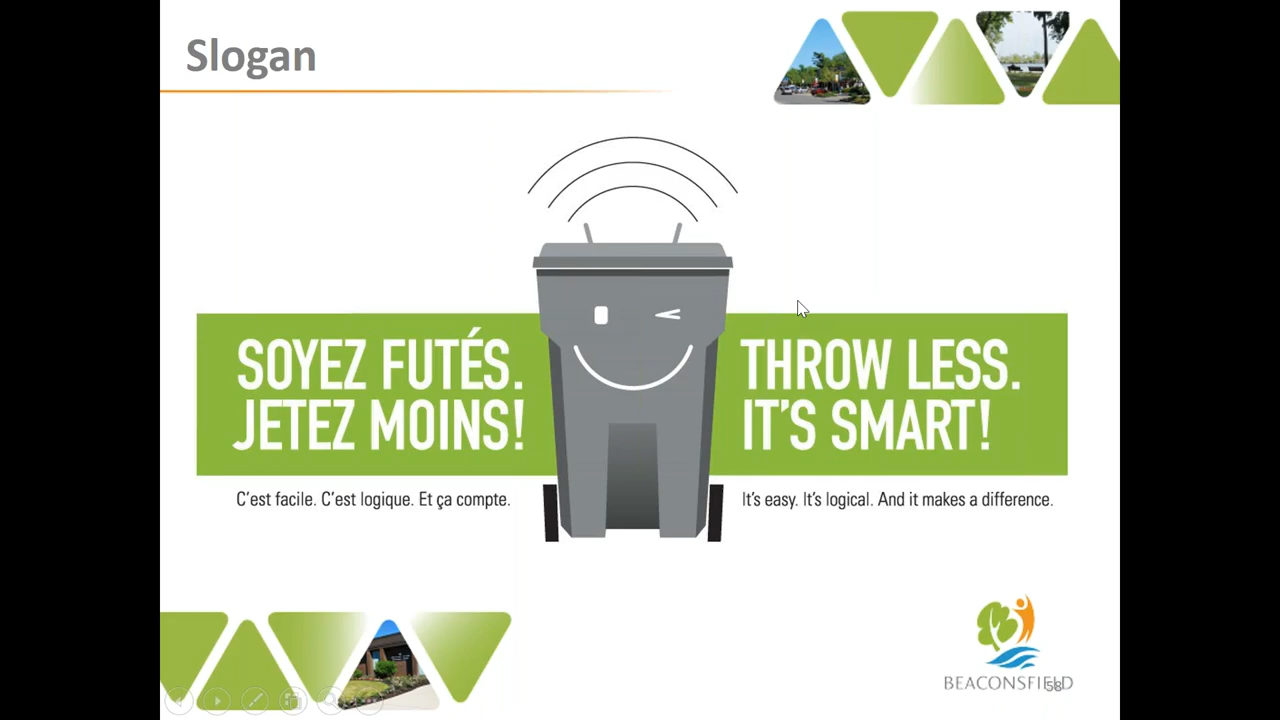 Slogan
SOYEZ FUTÉS.
JETEZ MOINS!
C'est facile. C'est logique. Et ça compte.
THROW LESS.
IT'S SMART!
It's easy. It's logical. And it makes a difference.
BEACONSFIELD
58